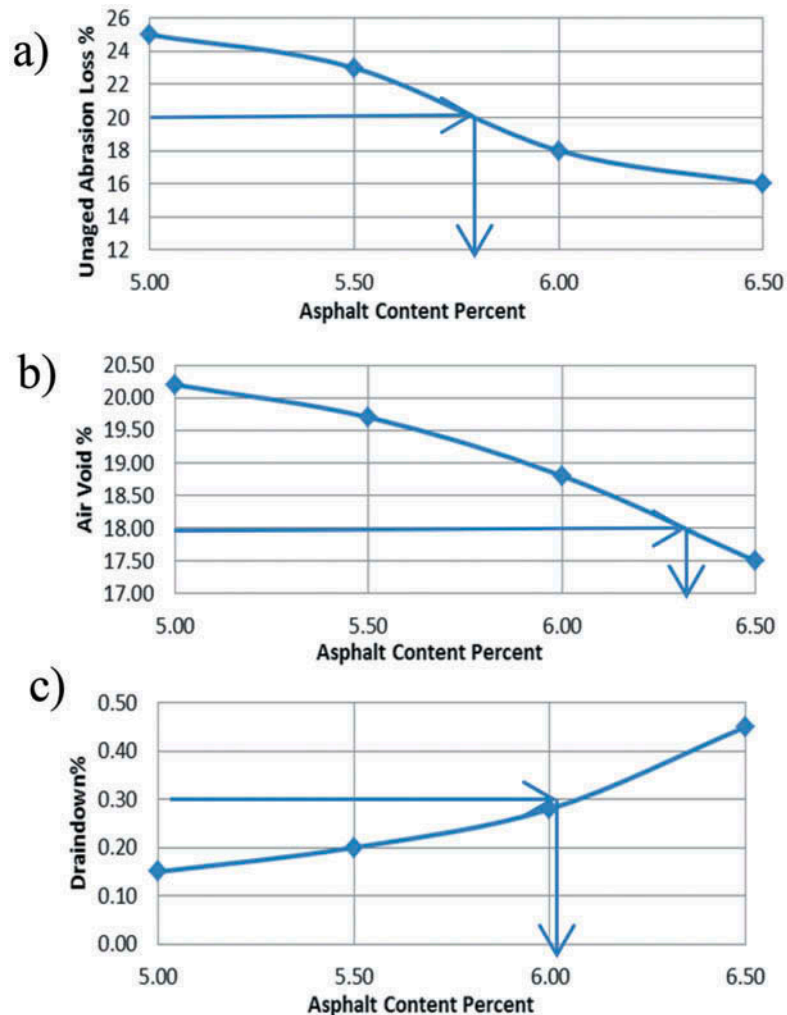 a)
Unaged Abrasion Loss %
26
24
22
20
18
16
14
12
5.00 5.50 6.00 6.50
Asphalt Content Percent
b)
Air Void %
20.50
20.00
19.50
19.00
18.50
18.00
17.50
17.00
5.00 5.50 6.00 6.50
Asphalt Content Percent
c)
Draindown%
0.50
0.40
0.30
0.20
0.10
0.00
5.00 5.50 6.00 6.50
Asphalt Content Percent